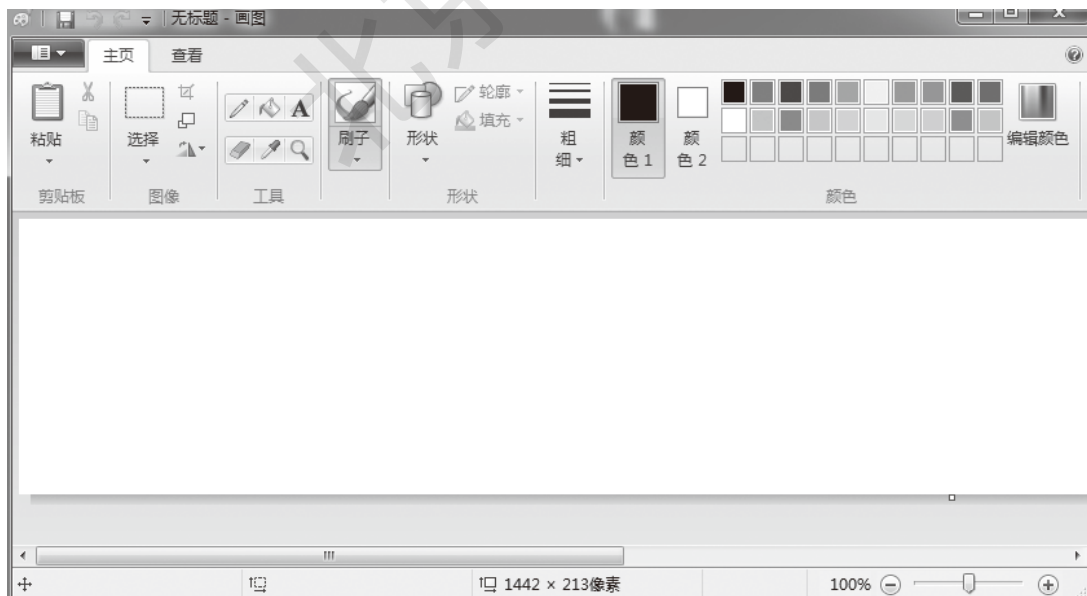 无标题 - 画图
主页 查看
粘贴
选择
A
刷子
形状
轮廓
填充
粗
细
颜
色 1
颜
色 2
编辑颜色
剪贴板 图像 工具 形状 颜色
1442 × 213像素 100%
北京